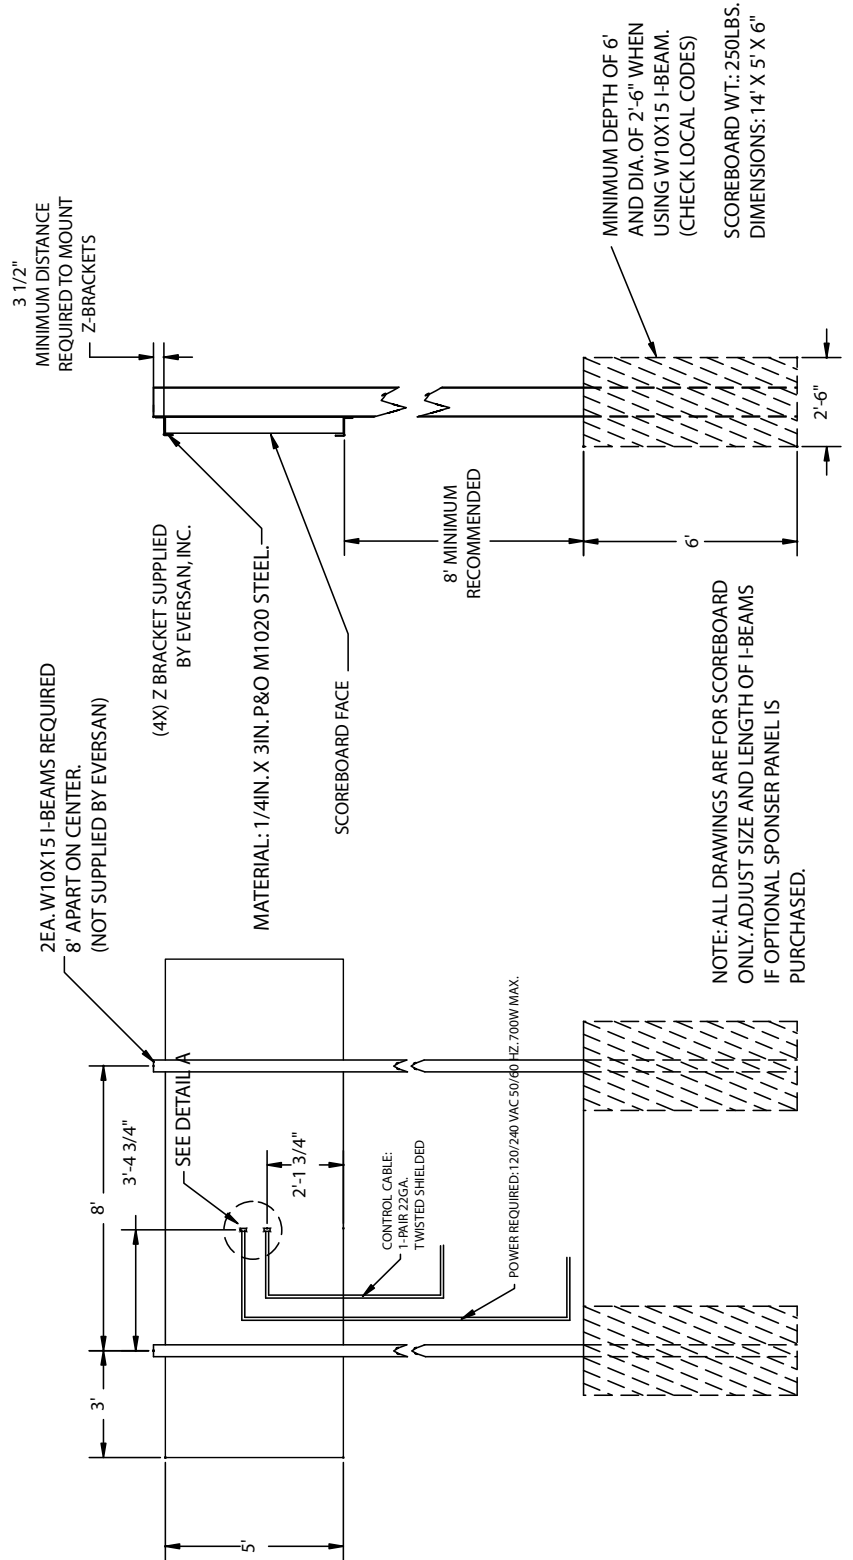 2EA. W10X15 I-BEAMS REQUIRED
8' APART ON CENTER.
(NOT SUPPLIED BY EVERSAN)
3'
8'
3'-4 3/4"
SEE DETAIL A
2'-1 3/4"
5'
CONTROL CABLE:
1-PAIR 22GA.
TWISTED SHIELDED
POWER REQUIRED: 120/240 VAC 50/60 HZ. 700W MAX.
3 1/2"
MINIMUM DISTANCE
REQUIRED TO MOUNT
Z-BRACKETS
(4X) Z BRACKET SUPPLIED
BY EVERSAN, INC.
MATERIAL: 1/4IN. X 3IN. P&O M1020 STEEL.
SCOREBOARD FACE
8' MINIMUM
RECOMMENDED
6'
2'-6"
MINIMUM DEPTH OF 6'
AND DIA. OF 2'-6" WHEN
USING W10X15 I-BEAM.
(CHECK LOCAL CODES)
SCOREBOARD WT.: 250LBS.
DIMENSIONS: 14' X 5' X 6"
NOTE: ALL DRAWINGS ARE FOR SCOREBOARD
ONLY. ADJUST SIZE AND LENGTH OF I-BEAMS
IF OPTIONAL SPONSER PANEL IS
PURCHASED.